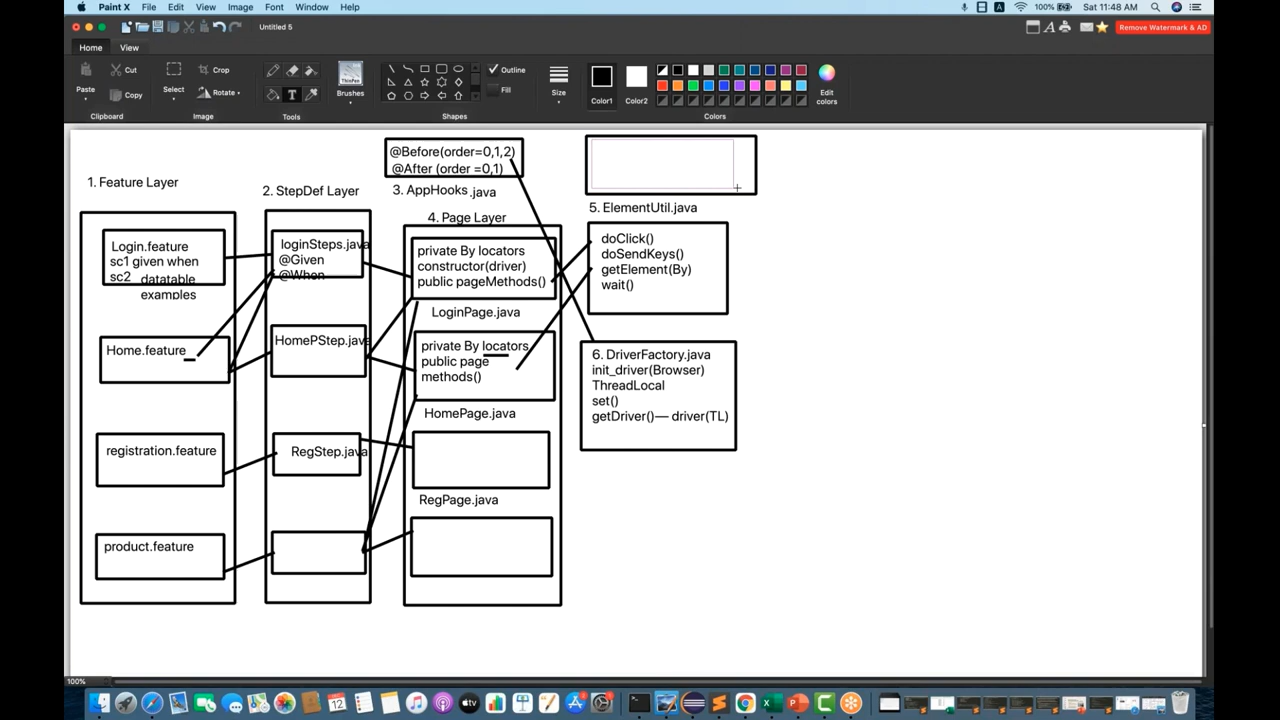 Paint X
File
Edit
View
Image
Font
Window
Help
A
100%
Sat 11:48 AM
Untitled 5
A
Remove Watermark & AD
Home
View
Paste
Cut
Copy
Clipboard
Select
Crop
Rotate
Image
T
Tools
ThinPen
Brushes
Outline
Fill
Shapes
Size
Color1
Color2
Edit
colors
Colors
@Before(order=0,1,2)
@After (order =0,1)
1. Feature Layer
2. StepDef Layer
3. AppHooks.java
4. Page Layer
5. ElementUtil.java
Login.feature
sc1 given when
sc2 datatable
examples
Home.feature
registration.feature
product.feature
loginSteps.java
@Given
@When
HomePStep.java
RegStep.java
private By locators
constructor(driver)
public pageMethods()
LoginPage.java
private By locators
public page
methods()
HomePage.java
RegPage.java
doClick()
doSendKeys()
getElement(By)
wait()
6. DriverFactory.java
init_driver(Browser)
ThreadLocal
set()
getDriver()— driver(TL)
100%